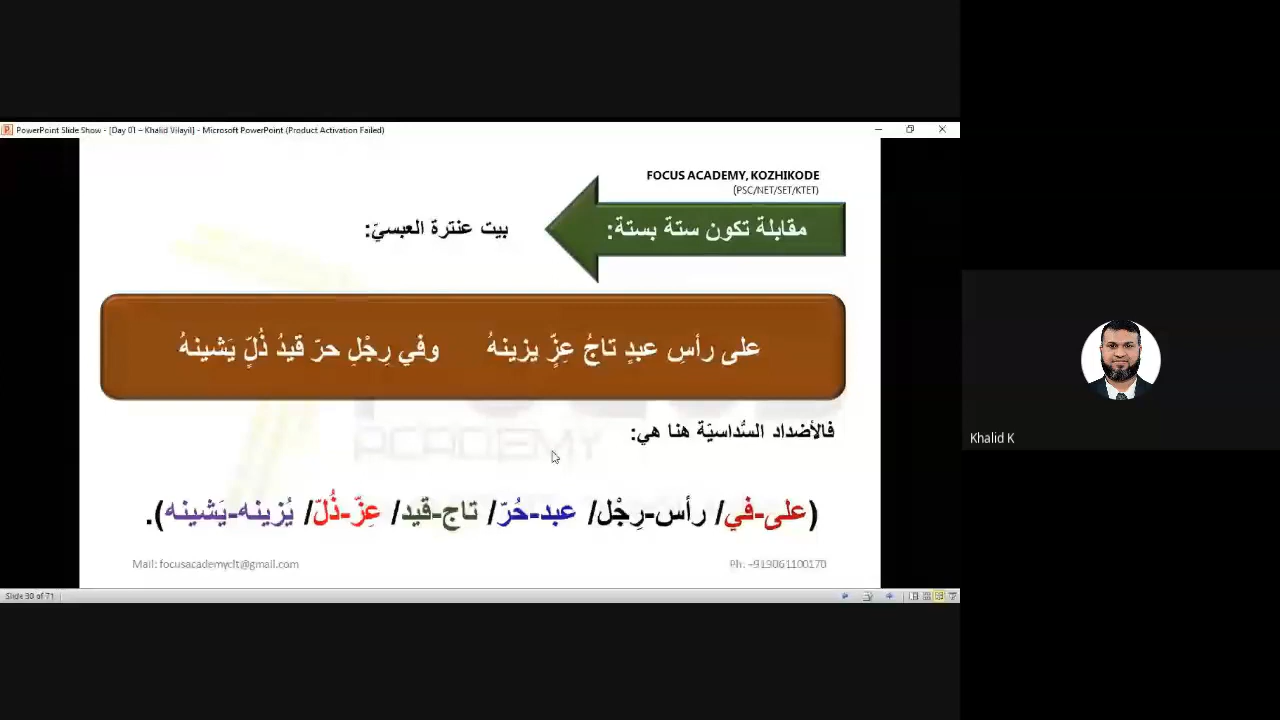 PowerPoint Slide Show - [Day 01 – Khalid Vilayil] - Microsoft PowerPoint (Product Activation Failed)
FOCUS ACADEMY, KOZHIKODE
(PSC/NET/SET/KTET)
مقابلة تكون ستة بستة:
بيت عنترة العبسيّ:
على رأسِ عبدٍ تاجُ عِزٍّ يزينهُ وفي رِجْلِ حرّ قيدُ ذُلٍّ يَشينهُ
فالأضداد السُّداسيّة هنا هي:
(على-في/ رأس-رِجْل/ عبد-حُرّ/ تاج-قيد/ عِزّ-ذُلّ/ يُزينه-يَشينه).
Mail: focusacademyclt@gmail.com
Ph: +919061100170
ACADEMY
Slide 30 of 71
Khalid K